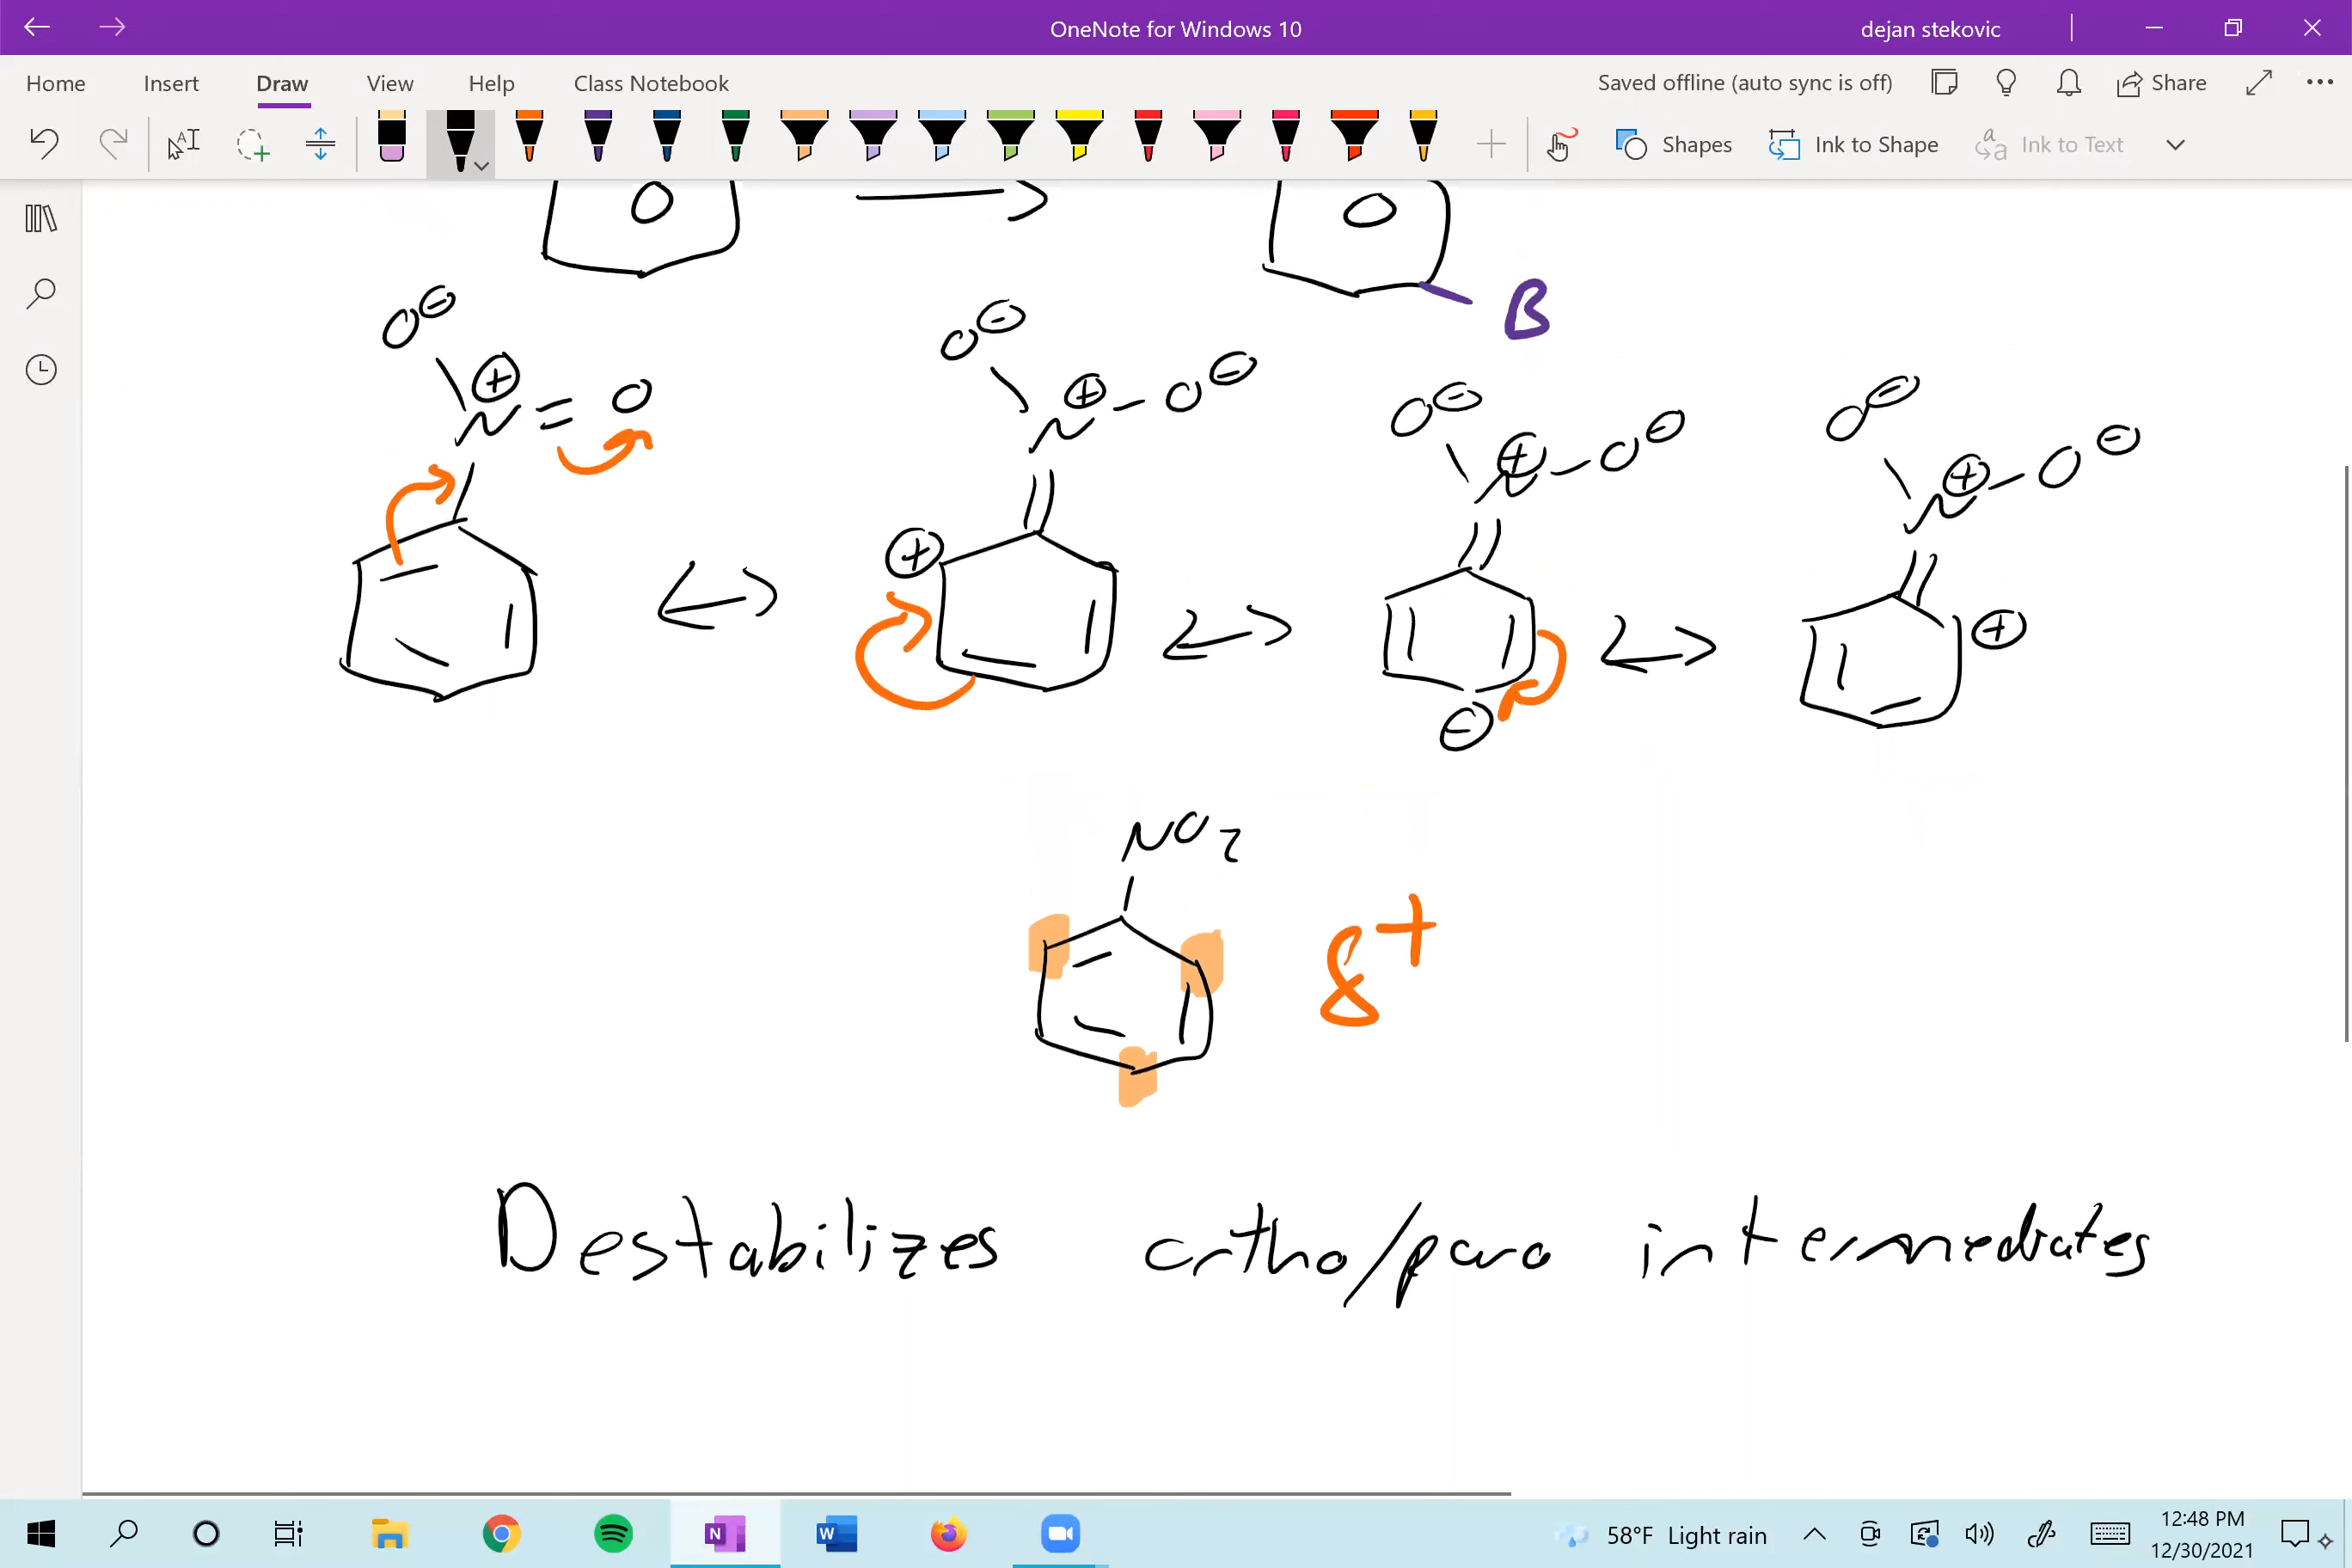 OneNote for Windows 10
dejan stekovic
Home Insert Draw View Help Class Notebook
Saved offline (auto sync is off) Share
Shapes Ink to Shape Ink to Text
O O
B
O⊖ O⊖ O⊖ O⊖
N⊕=O N⊕-O⊖ N⊕-O⊖ N⊕-O⊖
⊕ ⊕
⊖
NO2
δ+
Destabilizes ortho/para intermediates
58°F Light rain
12:48 PM
12/30/2021